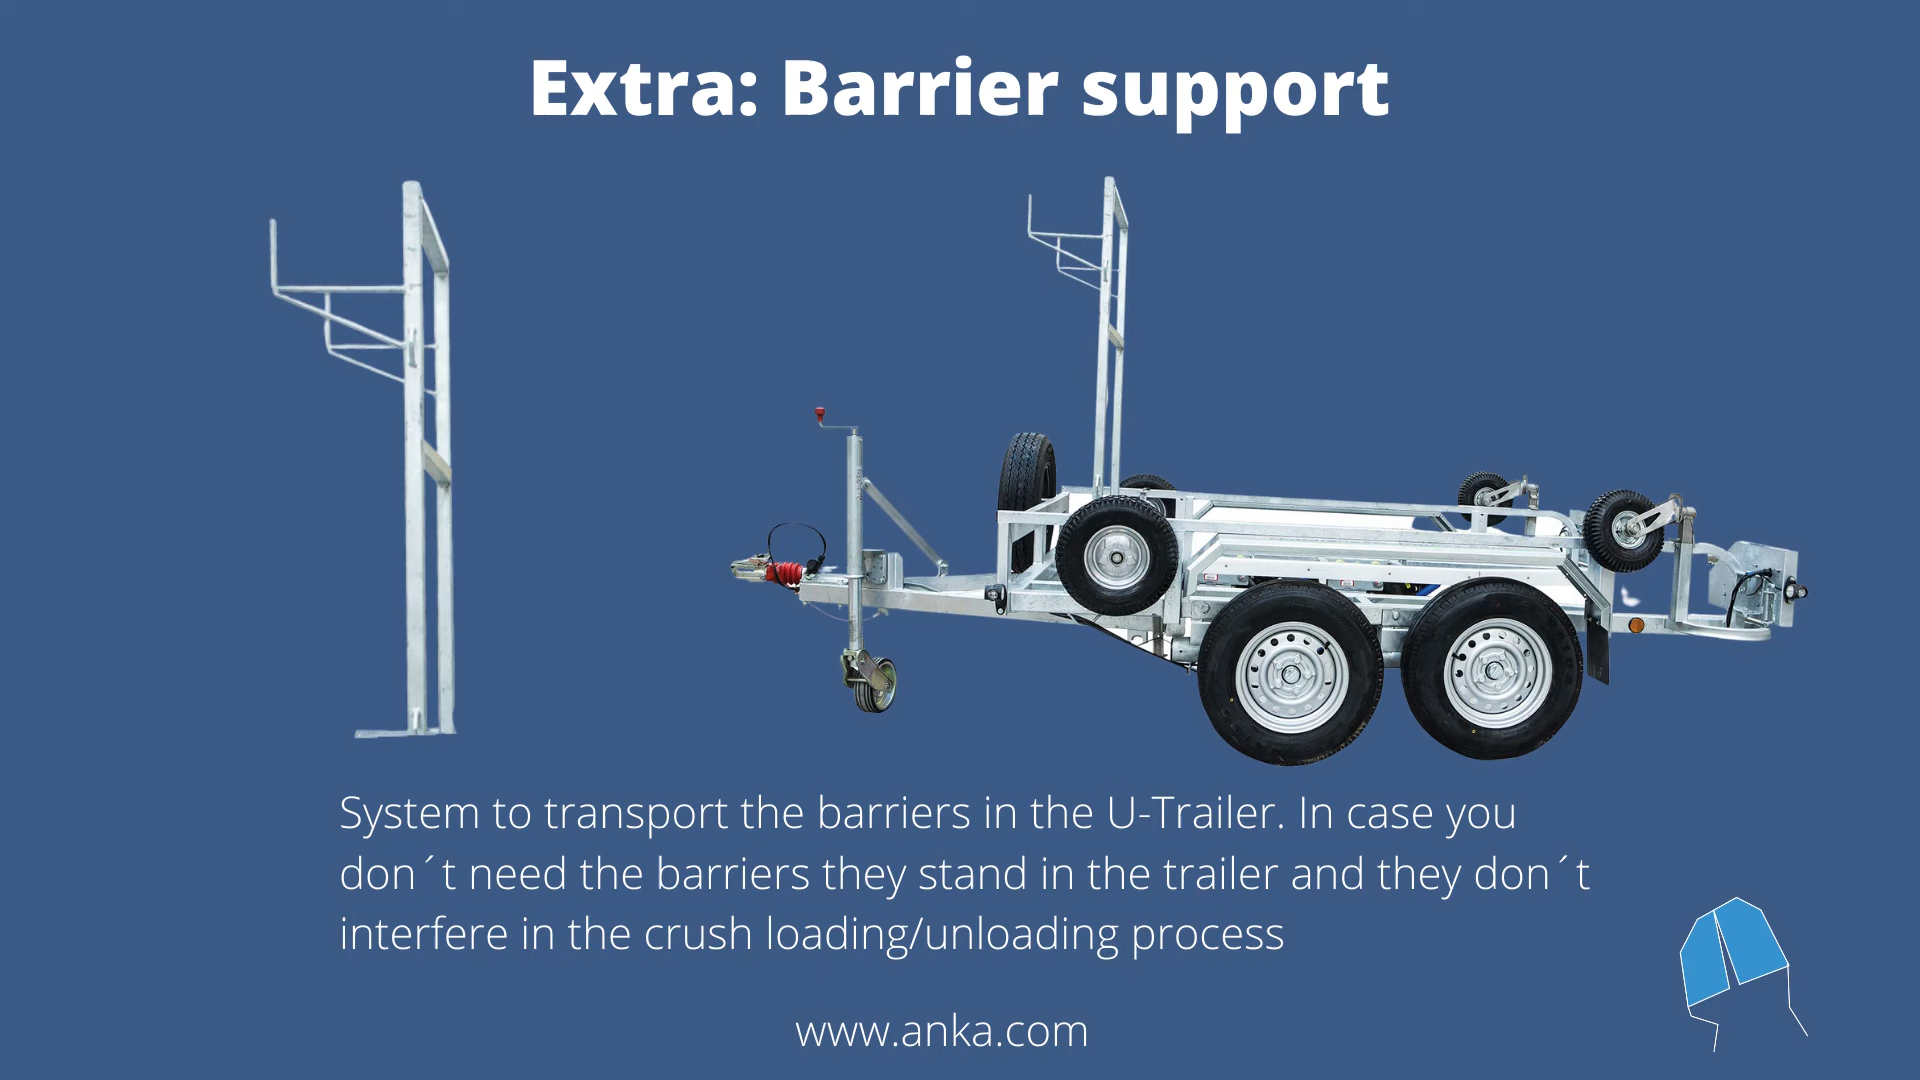 Extra: Barrier support
System to transport the barriers in the U-Trailer. In case you
don´t need the barriers they stand in the trailer and they don´t
interfere in the crush loading/unloading process
www.anka.com